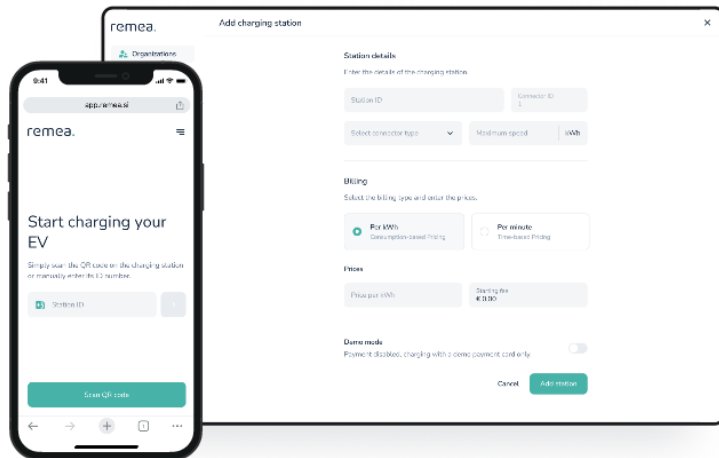 remea.
Add charging station
Organizations
Station details
Enter the details of the charging station
Station ID
Connector ID
1
Select connector type
Maximum speed
kWh
Billing
Select the billing type and enter the prices.
Per kWh
Consumption-based Pricing
Per minute
Time-based Pricing
Prices
Price per kWh
Starting fee
€ 0.00
Demo mode
Payment disabled, charging with a demo payment card only
Cancel
Add station
9:41
app.remea.si
remea.
Start charging your
EV
Simply scan the QR code on the charging station
or manually enter its ID number.
Station ID
Scan QR code
1